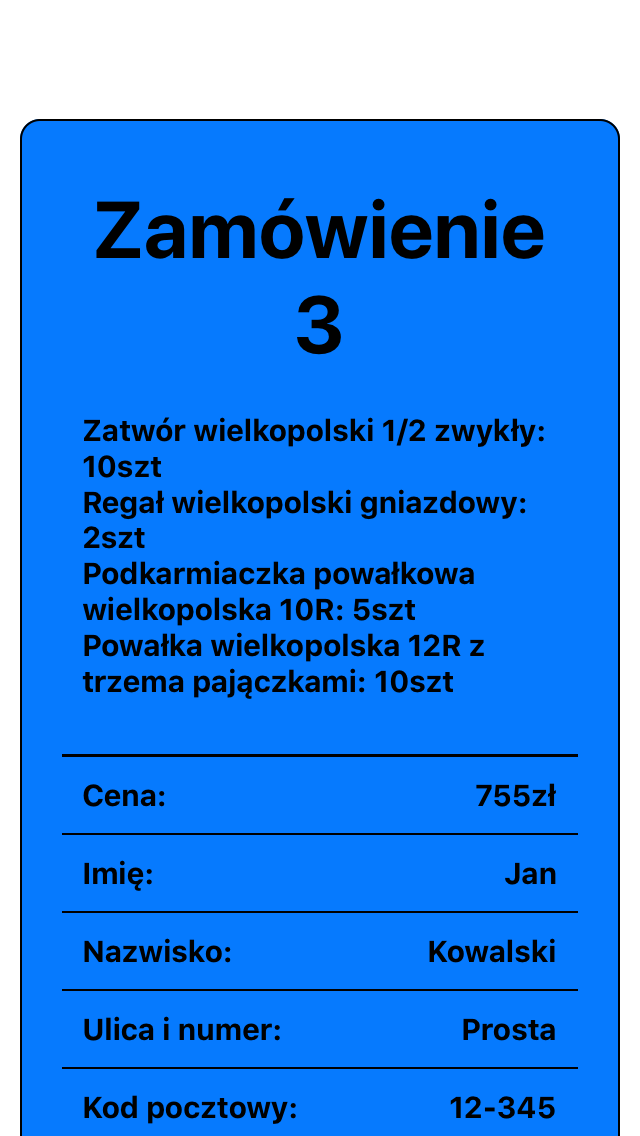 Zamówienie
3
Zatwór wielkopolski 1/2 zwykły:
10szt
Regał wielkopolski gniazdowy:
2szt
Podkarmiaczka powałkowa
wielkopolska 10R: 5szt
Powałka wielkopolska 12R z
trzema pajączkami: 10szt
Cena: 755zł
Imię: Jan
Nazwisko: Kowalski
Ulica i numer: Prosta
Kod pocztowy: 12-345